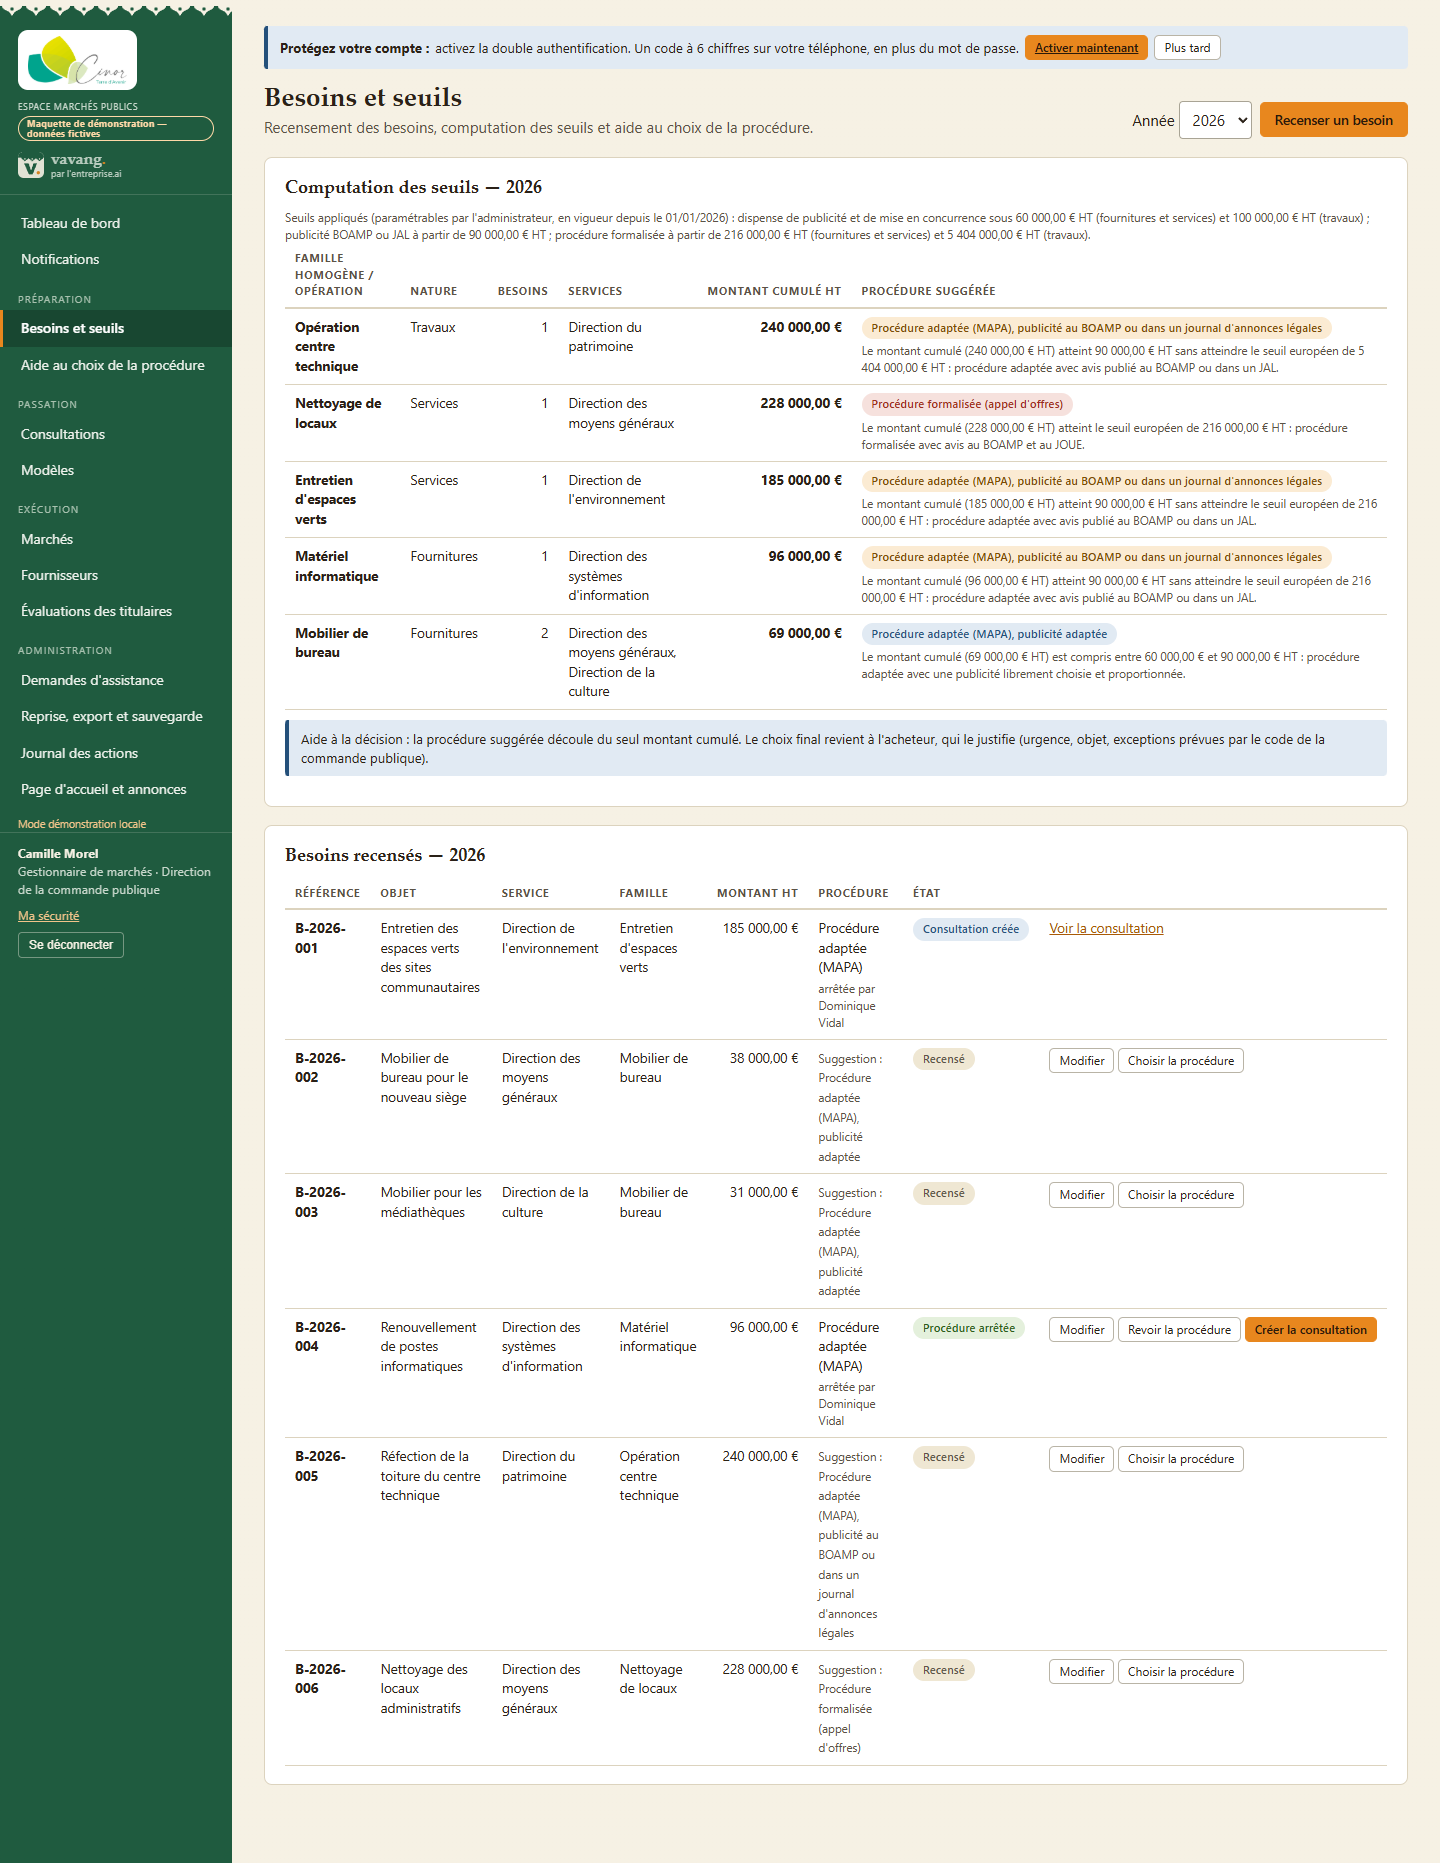 Cinor
Terre d'Avenir
ESPACE MARCHÉS PUBLICS
Maquette de démonstration —
données fictives
vavang.
par l'entreprise.ai
Tableau de bord
Notifications
PRÉPARATION
Besoins et seuils
Aide au choix de la procédure
PASSATION
Consultations
Modèles
EXÉCUTION
Marchés
Fournisseurs
Évaluations des titulaires
ADMINISTRATION
Demandes d'assistance
Reprise, export et sauvegarde
Journal des actions
Page d'accueil et annonces
Mode démonstration locale
Camille Morel
Gestionnaire de marchés · Direction
de la commande publique
Ma sécurité
Se déconnecter
Protégez votre compte : activez la double authentification. Un code à 6 chiffres sur votre téléphone, en plus du mot de passe. Activer maintenant Plus tard
Besoins et seuils
Recensement des besoins, computation des seuils et aide au choix de la procédure.
Année 2026 Recenser un besoin
Computation des seuils — 2026
Seuils appliqués (paramétrables par l'administrateur, en vigueur depuis le 01/01/2026) : dispense de publicité et de mise en concurrence sous 60 000,00 € HT (fournitures et services) et 100 000,00 € HT (travaux) ;
publicité BOAMP ou JAL à partir de 90 000,00 € HT ; procédure formalisée à partir de 216 000,00 € HT (fournitures et services) et 5 404 000,00 € HT (travaux).
FAMILLE
HOMOGÈNE /
OPÉRATION NATURE BESOINS SERVICES MONTANT CUMULÉ HT PROCÉDURE SUGGÉRÉE
Opération
centre
technique
Travaux
1
Direction du
patrimoine
240 000,00 €
Procédure adaptée (MAPA), publicité au BOAMP ou dans un journal d'annonces légales
Le montant cumulé (240 000,00 € HT) atteint 90 000,00 € HT sans atteindre le seuil européen de 5
404 000,00 € HT : procédure adaptée avec avis publié au BOAMP ou dans un JAL.
Nettoyage de
locaux
Services
1
Direction des
moyens généraux
228 000,00 €
Procédure formalisée (appel d'offres)
Le montant cumulé (228 000,00 € HT) atteint le seuil européen de 216 000,00 € HT : procédure
formalisée avec avis au BOAMP et au JOUE.
Entretien
d'espaces
verts
Services
1
Direction de
l'environnement
185 000,00 €
Procédure adaptée (MAPA), publicité au BOAMP ou dans un journal d'annonces légales
Le montant cumulé (185 000,00 € HT) atteint 90 000,00 € HT sans atteindre le seuil européen de 216
000,00 € HT : procédure adaptée avec avis publié au BOAMP ou dans un JAL.
Matériel
informatique
Fournitures
1
Direction des
systèmes
d'information
96 000,00 €
Procédure adaptée (MAPA), publicité au BOAMP ou dans un journal d'annonces légales
Le montant cumulé (96 000,00 € HT) atteint 90 000,00 € HT sans atteindre le seuil européen de 216
000,00 € HT : procédure adaptée avec avis publié au BOAMP ou dans un JAL.
Mobilier de
bureau
Fournitures
2
Direction des
moyens généraux,
Direction de la
culture
69 000,00 €
Procédure adaptée (MAPA), publicité adaptée
Le montant cumulé (69 000,00 € HT) est compris entre 60 000,00 € et 90 000,00 € HT : procédure
adaptée avec une publicité librement choisie et proportionnée.
Aide à la décision : la procédure suggérée découle du seul montant cumulé. Le choix final revient à l'acheteur, qui le justifie (urgence, objet, exceptions prévues par le code de la
commande publique).
Besoins recensés — 2026
RÉFÉRENCE OBJET SERVICE FAMILLE MONTANT HT PROCÉDURE ÉTAT
B-2026-
001
Entretien des
espaces verts
des sites
communautaires
Direction de
l'environnement
Entretien
d'espaces
verts
185 000,00 €
Procédure
adaptée
(MAPA)
arrêtée par
Dominique
Vidal
Consultation créée
Voir la consultation
B-2026-
002
Mobilier de
bureau pour le
nouveau siège
Direction des
moyens
généraux
Mobilier de
bureau
38 000,00 €
Suggestion :
Procédure
adaptée
(MAPA),
publicité
adaptée
Recensé
Modifier Choisir la procédure
B-2026-
003
Mobilier pour les
médiathèques
Direction de la
culture
Mobilier de
bureau
31 000,00 €
Suggestion :
Procédure
adaptée
(MAPA),
publicité
adaptée
Recensé
Modifier Choisir la procédure
B-2026-
004
Renouvellement
de postes
informatiques
Direction des
systèmes
d'information
Matériel
informatique
96 000,00 €
Procédure
adaptée
(MAPA)
arrêtée par
Dominique
Vidal
Procédure arrêtée
Modifier Revoir la procédure Créer la consultation
B-2026-
005
Réfection de la
toiture du centre
technique
Direction du
patrimoine
Opération
centre
technique
240 000,00 €
Suggestion :
Procédure
adaptée
(MAPA),
publicité au
BOAMP ou
dans un
journal
d'annonces
légales
Recensé
Modifier Choisir la procédure
B-2026-
006
Nettoyage des
locaux
administratifs
Direction des
moyens
généraux
Nettoyage
de locaux
228 000,00 €
Suggestion :
Procédure
formalisée
(appel
d'offres)
Recensé
Modifier Choisir la procédure